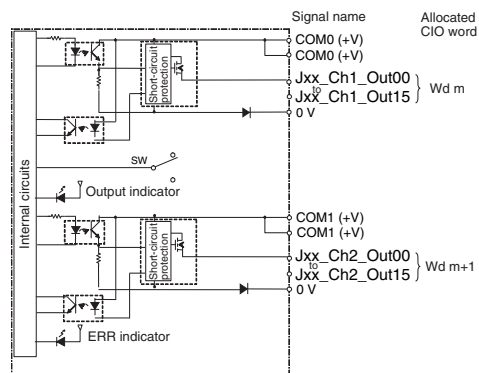 Signal name
Allocated
CIO word
COM0 (+V)
COM0 (+V)
Jxx_Ch1_Out00
to
Jxx_Ch1_Out15
Wd m
0 V
Short-circuit
protection
SW
Output indicator
Internal circuits
COM1 (+V)
COM1 (+V)
Jxx_Ch2_Out00
to
Jxx_Ch2_Out15
Wd m+1
0 V
Short-circuit
protection
ERR indicator